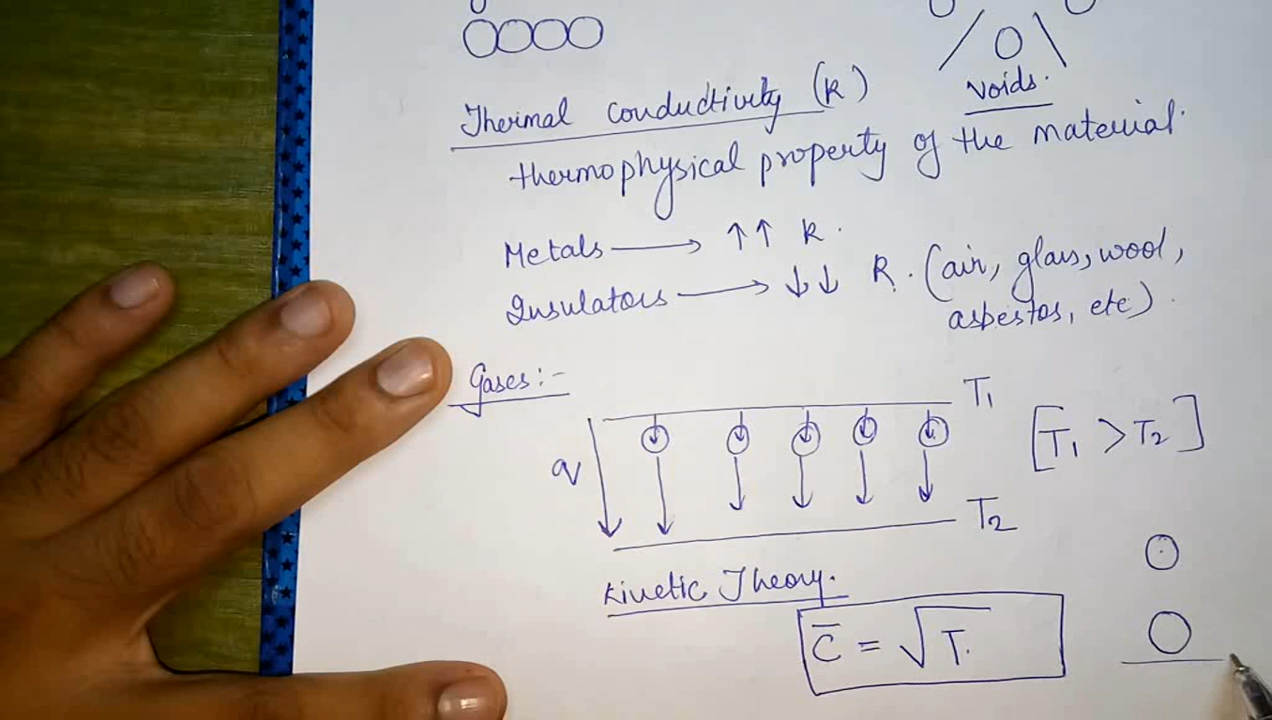 Voids.
Thermal conductivity (k)
thermophysical property of the material.
Metals → ↑↑ k.
Insulators → ↓↓ k. (air, glass, wool,
asbestos, etc).
Gases:-
T₁
[T₁ > T₂]
q
T₂
Kinetic Theory.
C̅ = √T.